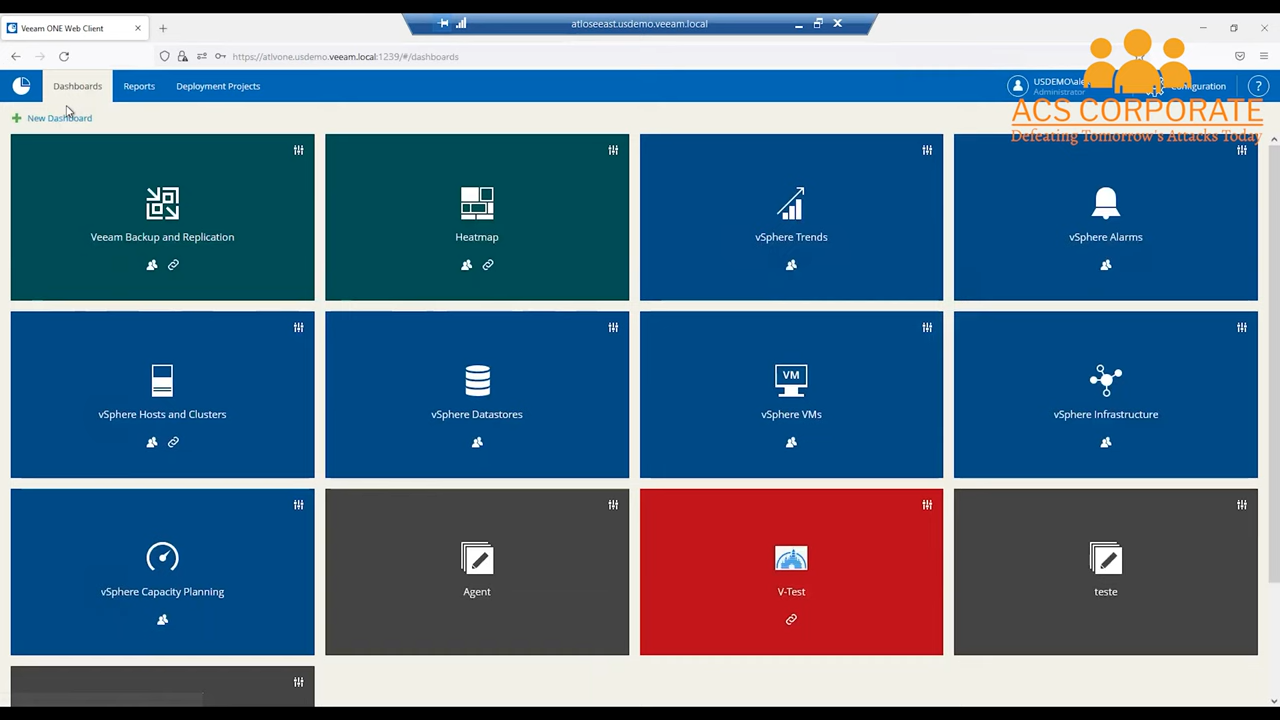 atloseeast.usdemo.veeam.local
Veeam ONE Web Client
https://atlvone.usdemo.veeam.local:1239/#/dashboards
Dashboards
Reports
Deployment Projects
Administrator
Configuration
?
ACS CORPORATE
Defeating Tomorrow's Attacks Today
New Dashboard
Veeam Backup and Replication
Heatmap
vSphere Trends
vSphere Alarms
vSphere Hosts and Clusters
vSphere Datastores
VM
vSphere VMs
vSphere Infrastructure
vSphere Capacity Planning
Agent
V-Test
teste